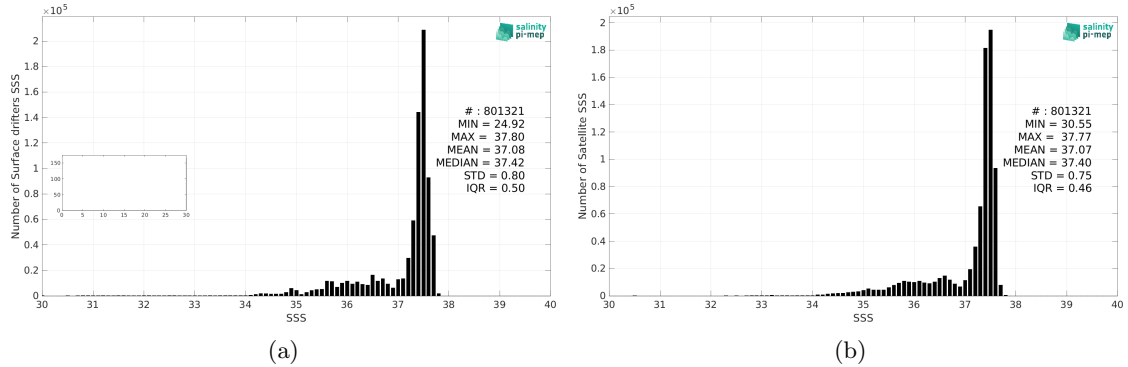 ×10^5
Number of Surface drifters SSS
2
1.8
1.6
1.4
1.2
1
0.8
0.6
0.4
0.2
0
salinity
pi-mep
# : 801321
MIN = 24.92
MAX = 37.80
MEAN = 37.08
MEDIAN = 37.42
STD = 0.80
IQR = 0.50
150
100
50
0
0 5 10 15 20 25 30
30 31 32 33 34 35 36 37 38 39 40
SSS
(a)
×10^5
Number of Satellite SSS
2
1.8
1.6
1.4
1.2
1
0.8
0.6
0.4
0.2
0
salinity
pi-mep
# : 801321
MIN = 30.55
MAX = 37.77
MEAN = 37.07
MEDIAN = 37.40
STD = 0.75
IQR = 0.46
30 31 32 33 34 35 36 37 38 39 40
SSS
(b)